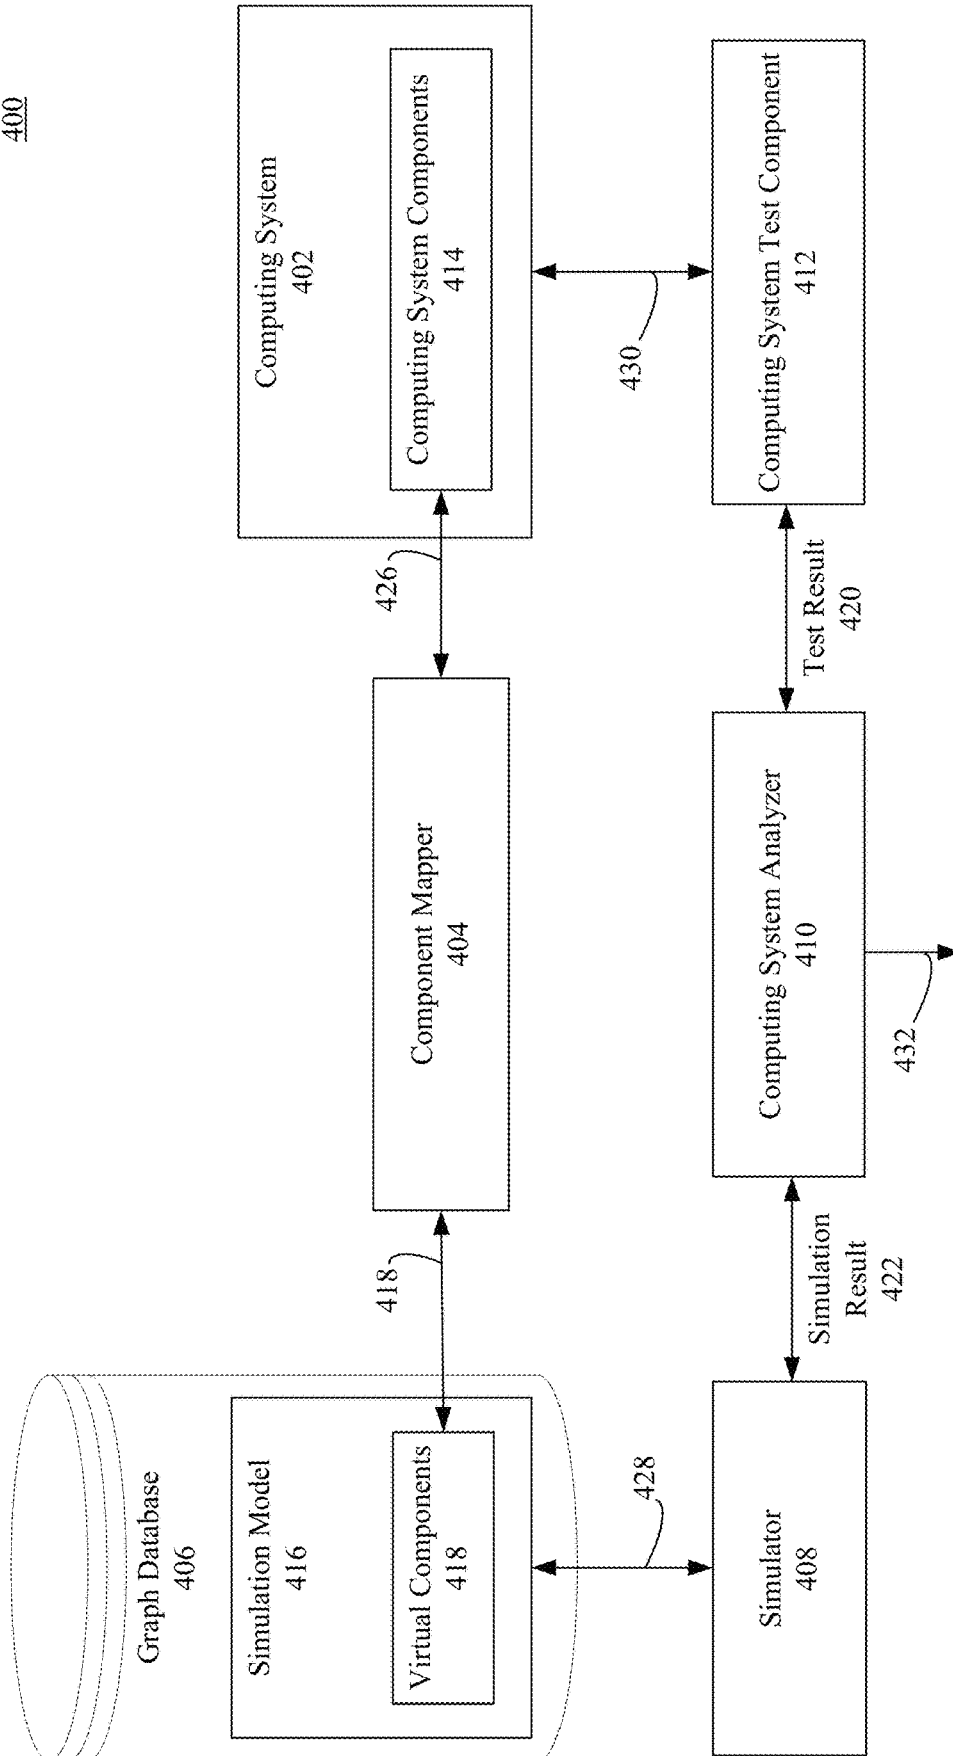 400
Graph Database
406
Simulation Model
416
Virtual Components
418
418
Component Mapper
404
426
Computing System
402
Computing System Components
414
428
430
Simulator
408
Simulation
Result
422
Computing System Analyzer
410
432
Test Result
420
Computing System Test Component
412